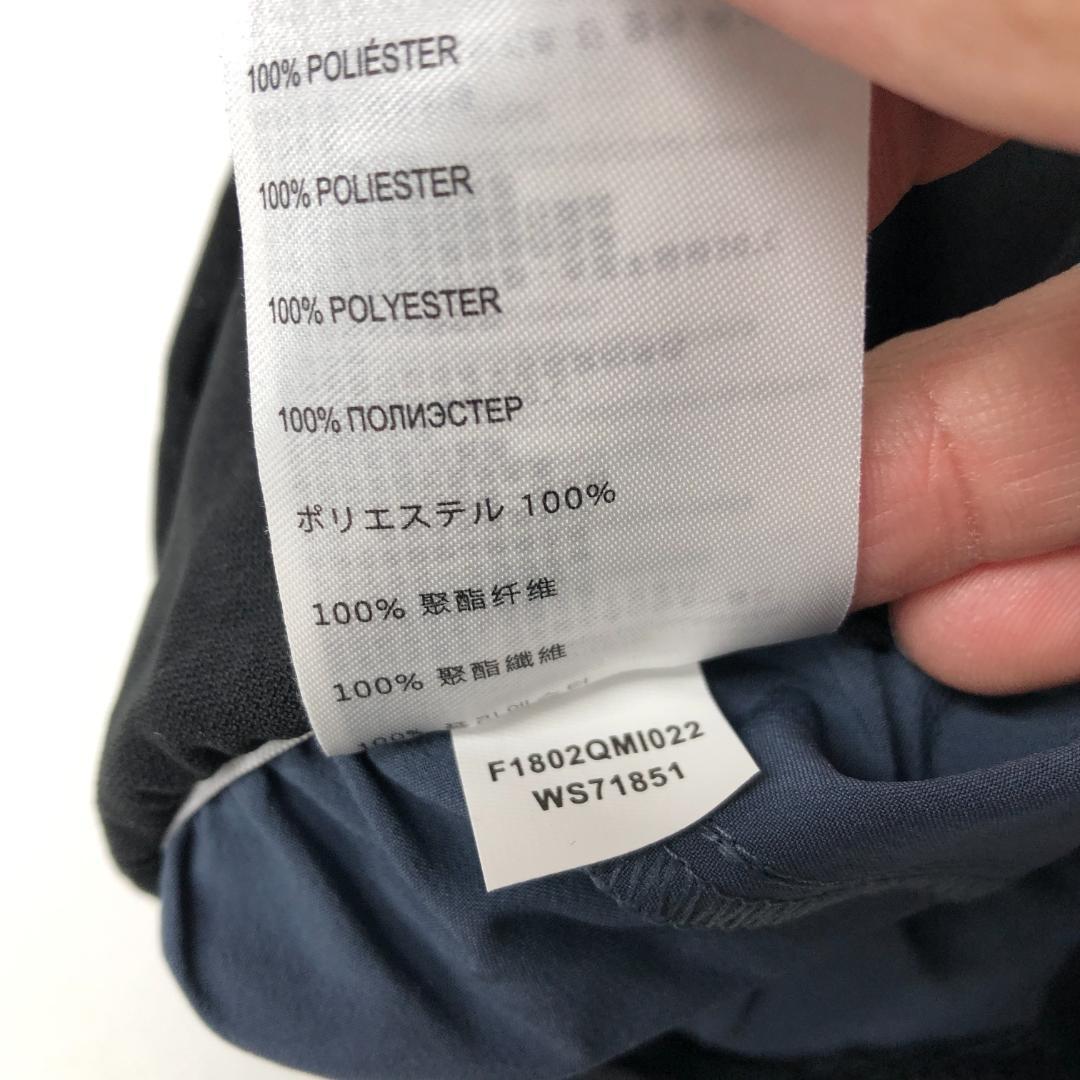 100% POLIÉSTER
100% POLIESTER
100% POLYESTER
100% ПОЛИЭСТЕР
ポリエステル 100%
100% 聚酯纤维
100% 聚酯纖維
100%
F1802QMI022
WS71851